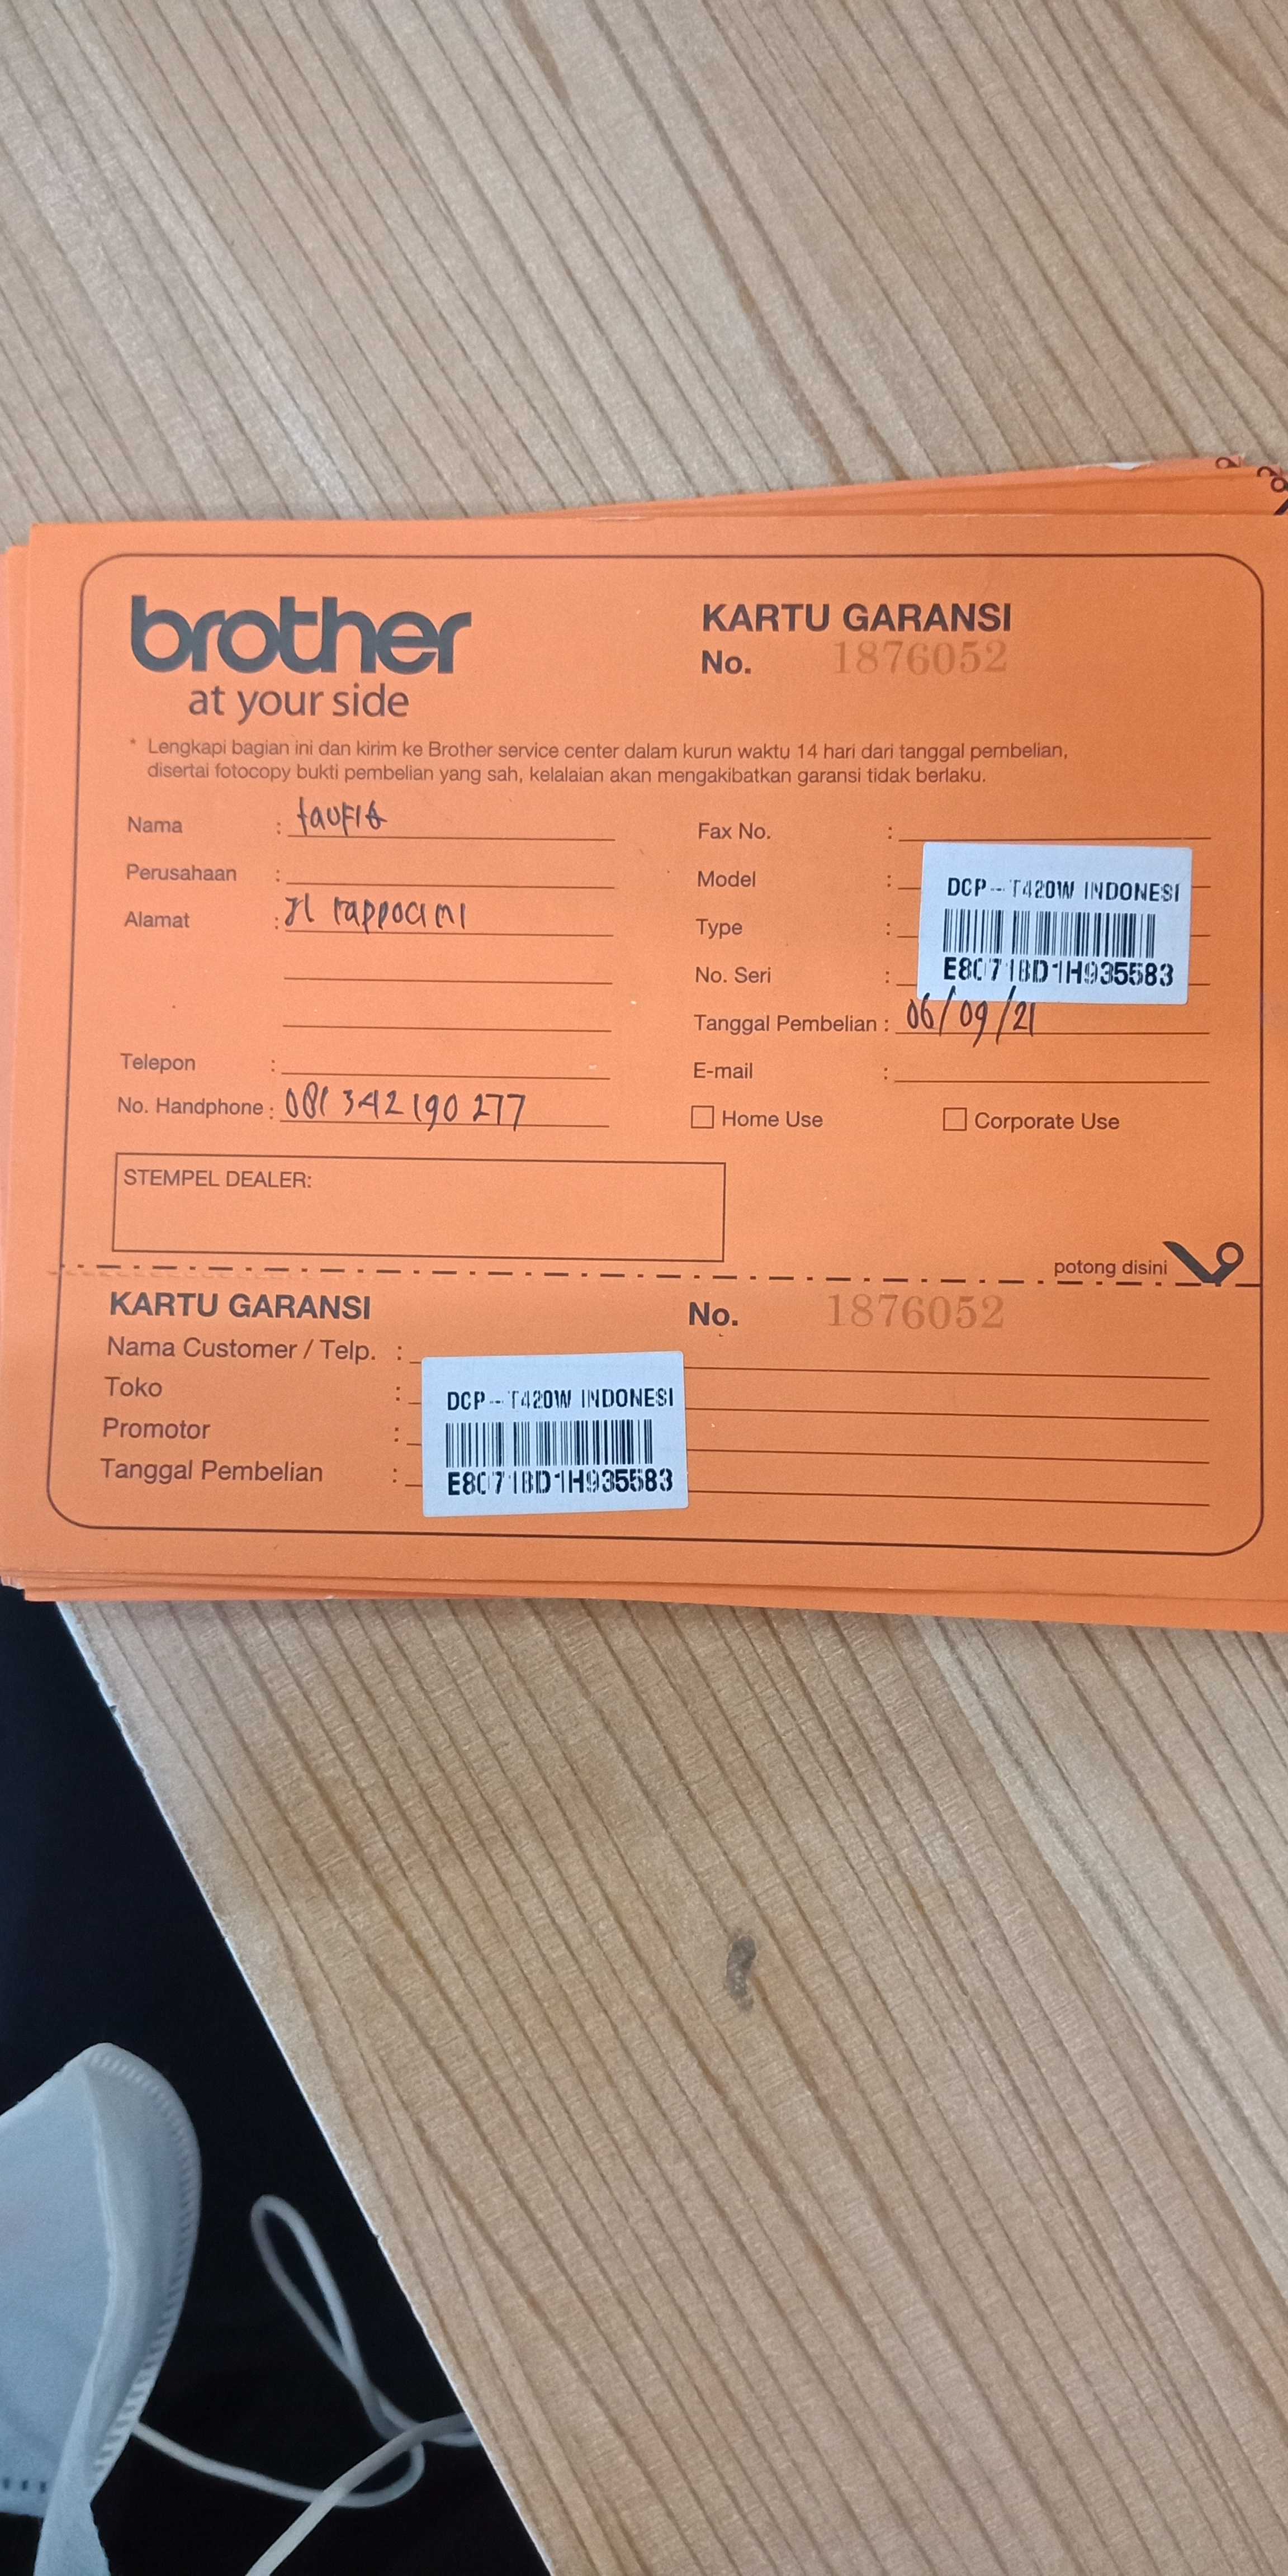 brother
at your side
KARTU GARANSI
No. 1876052
* Lengkapi bagian ini dan kirim ke Brother service center dalam kurun waktu 14 hari dari tanggal pembelian,
disertai fotocopy bukti pembelian yang sah, kelalaian akan mengakibatkan garansi tidak berlaku.
Nama :
Perusahaan :
Alamat : Jl rappocini
Telepon :
No. Handphone : 081 342 190 277
Fax No. :
Model : DCP-T420W INDONESI
Type :
No. Seri : E80718D1H935583
Tanggal Pembelian : 06/09/21
E-mail :
Home Use
Corporate Use
STEMPEL DEALER:
potong disini
KARTU GARANSI
No. 1876052
Nama Customer / Telp. :
Toko :
Promotor :
Tanggal Pembelian :
DCP-T420W INDONESI
E80718D1H935583